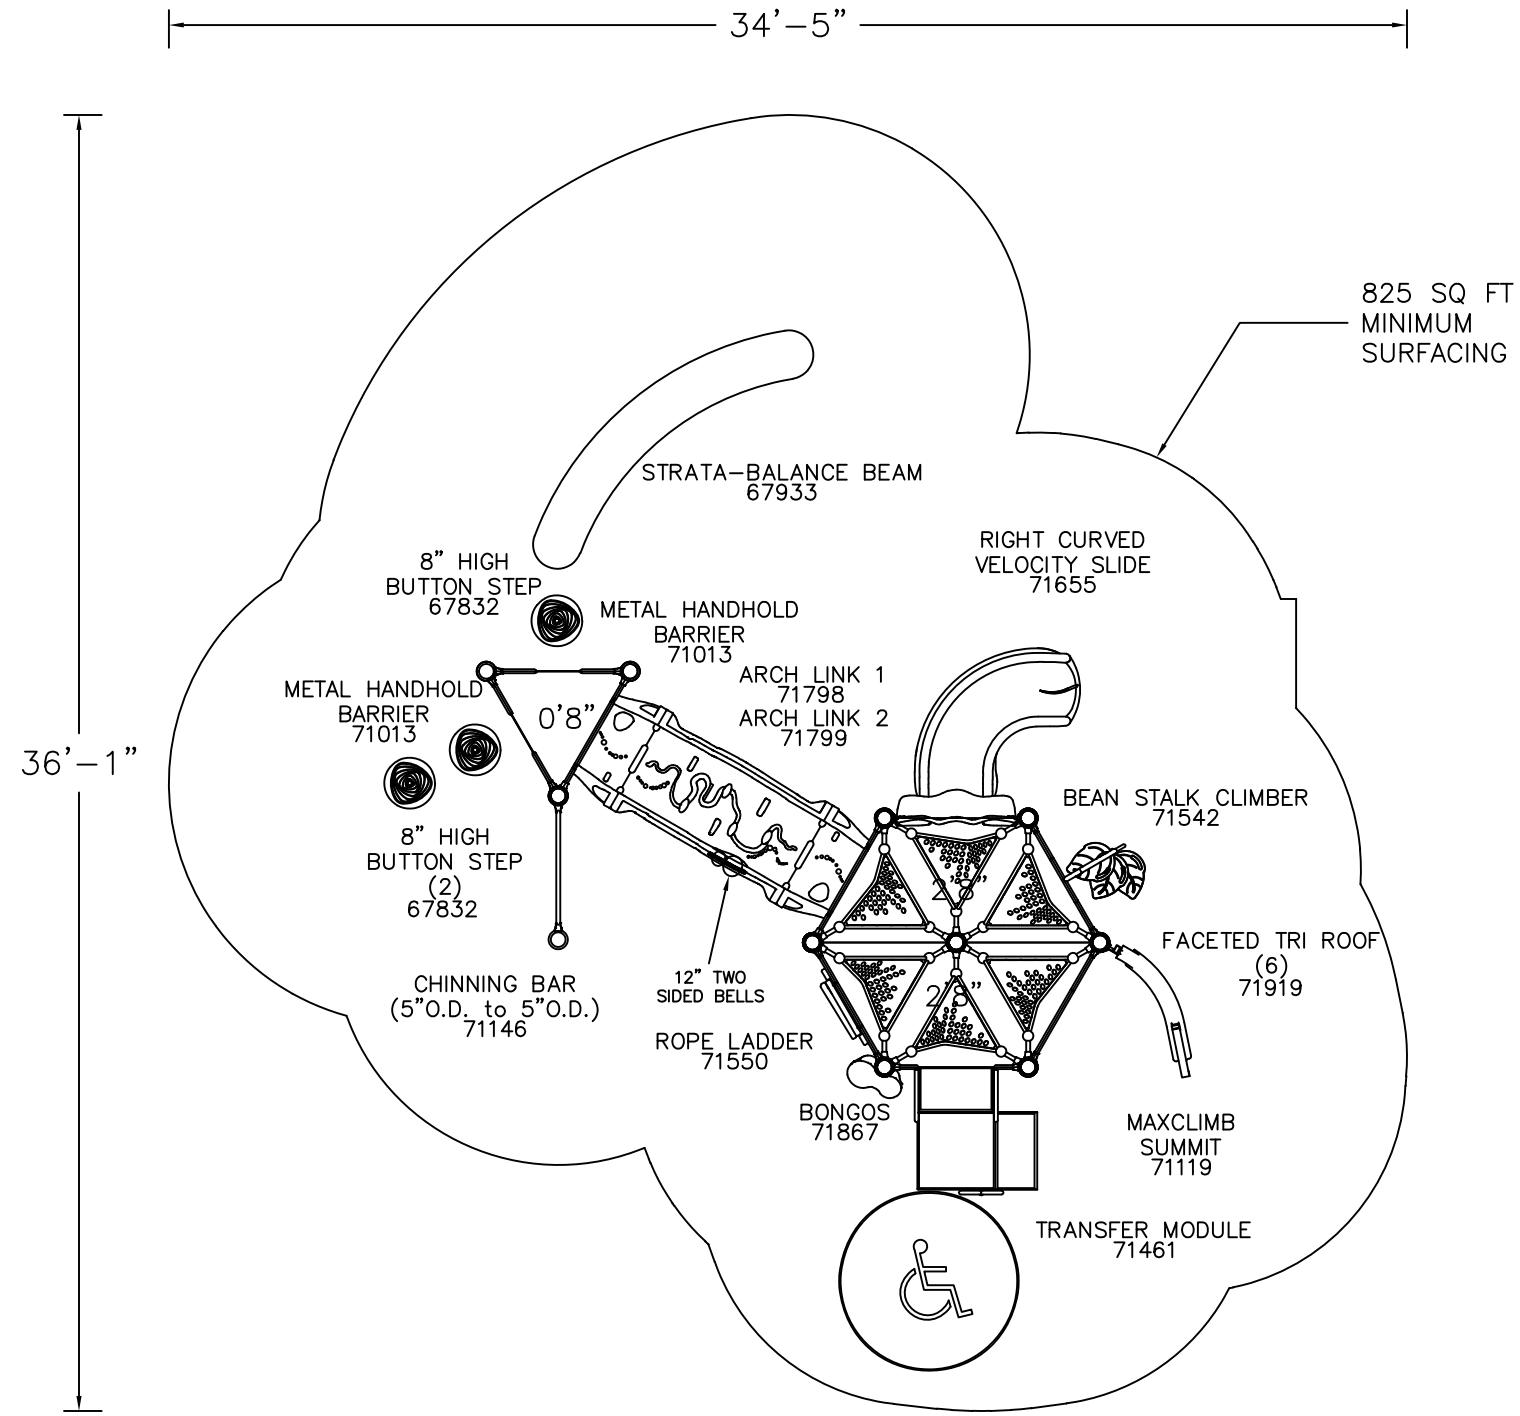 34'-5"
825 SQ FT
MINIMUM
SURFACING
STRATA-BALANCE BEAM
67933
RIGHT CURVED
VELOCITY SLIDE
71655
8" HIGH
BUTTON STEP
67832
METAL HANDHOLD
BARRIER
71013
ARCH LINK 1
71798
ARCH LINK 2
71799
METAL HANDHOLD
BARRIER
71013
0'8"
36'-1"
BEAN STALK CLIMBER
71542
8" HIGH
BUTTON STEP
(2)
67832
2'8"
FACETED TRI ROOF
(6)
71919
12" TWO
SIDED BELLS
2'8"
CHINNING BAR
(5"O.D. to 5"O.D.)
71146
ROPE LADDER
71550
BONGOS
71867
MAXCLIMB
SUMMIT
71119
TRANSFER MODULE
71461